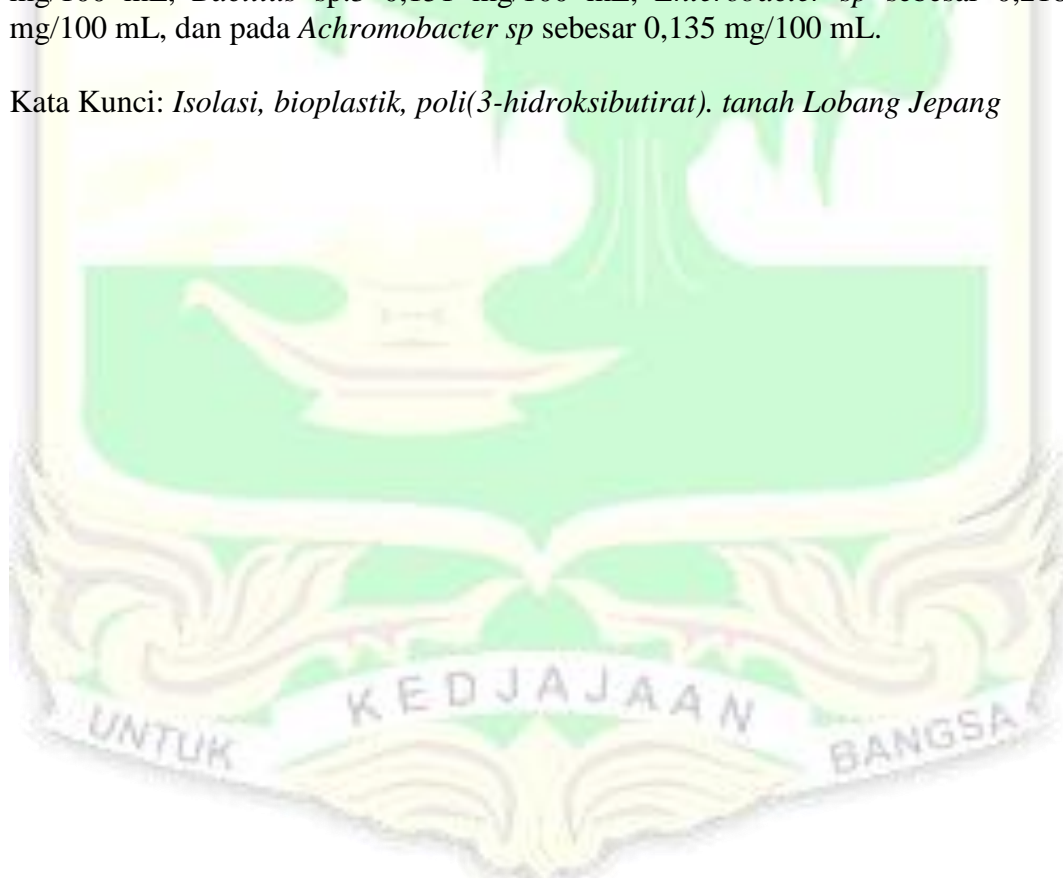 mg/100 mL, dan pada Achromobacter sp sebesar 0,135 mg/100 mL.
Kata Kunci: Isolasi, bioplastik, poli(3-hidroksibutirat). tanah Lobang Jepang
KEDJAJAAN
UNTUK
BANGSA